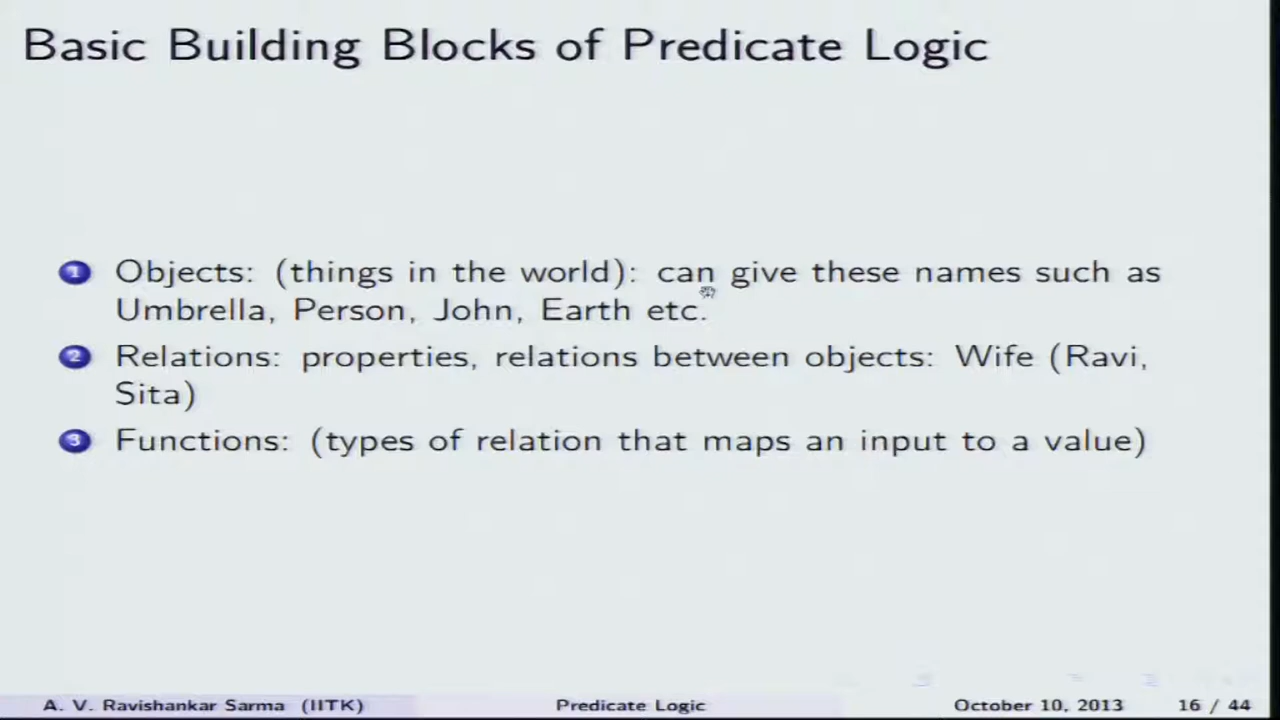 Basic Building Blocks of Predicate Logic
1 Objects: (things in the world): can give these names such as
Umbrella, Person, John, Earth etc.
2 Relations: properties, relations between objects: Wife (Ravi,
Sita)
3 Functions: (types of relation that maps an input to a value)
A. V. Ravishankar Sarma (IITK) Predicate Logic October 10, 2013 16 / 44